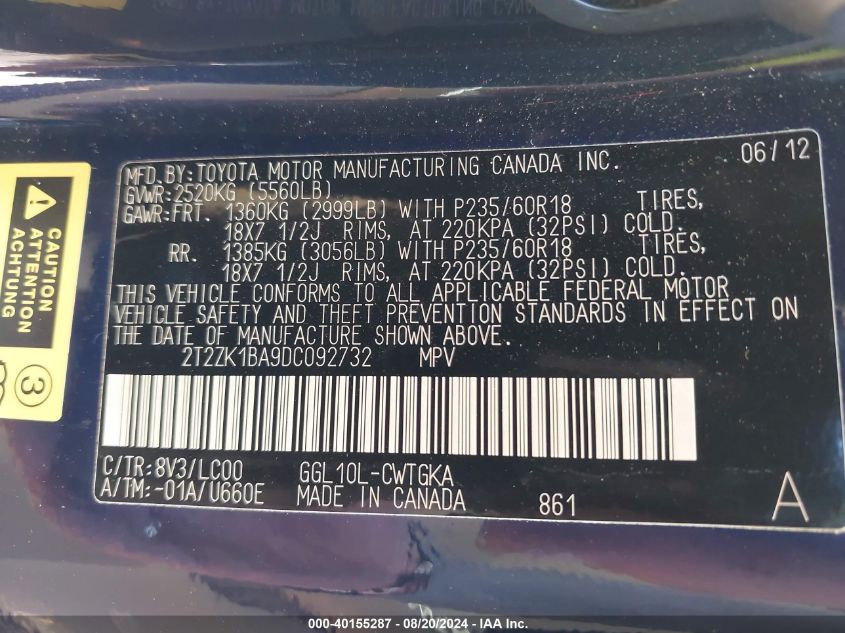 MFD. BY: TOYOTA MOTOR MANUFACTURING CANADA INC. 06/12
GVWR: 2520KG (5560LB)
GAWR: FRT. 1360KG (2999LB) WITH P235/60R18 TIRES,
18X7 1/2J RIMS, AT 220KPA (32PSI) COLD.
RR. 1385KG (3056LB) WITH P235/60R18 TIRES,
18X7 1/2J RIMS, AT 220KPA (32PSI) COLD.
THIS VEHICLE CONFORMS TO ALL APPLICABLE FEDERAL MOTOR
VEHICLE SAFETY AND THEFT PREVENTION STANDARDS IN EFFECT ON
THE DATE OF MANUFACTURE SHOWN ABOVE.
2T2ZK1BA9DC092732 MPV
C/TR: 8V3/LC00 GGL10L-CWTGKA
A/TM: -01A/U660E MADE IN CANADA 861 A
CAUTION
ATTENTION
ACHTUNG
3
000-40155287 - 08/20/2024 - IAA Inc.